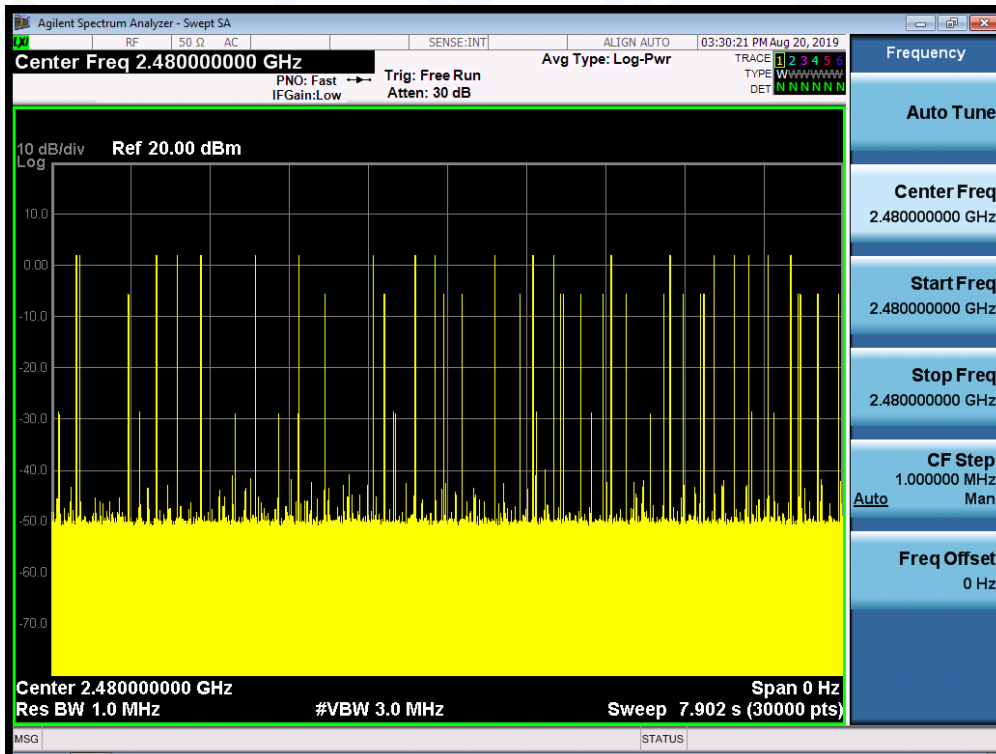 Agilent Spectrum Analyzer - Swept SA
LXI RF 50 Ω AC SENSE:INT ALIGN AUTO 03:30:21 PM Aug 20, 2019
Center Freq 2.480000000 GHz
PNO: Fast
IFGain:Low
Trig: Free Run
Atten: 30 dB
Avg Type: Log-Pwr
TRACE 1 2 3 4 5 6
TYPE WWWWWWW
DET N N N N N N
10 dB/div Ref 20.00 dBm
Log
10.0
0.00
-10.0
-20.0
-30.0
-40.0
-50.0
-60.0
-70.0
Center 2.480000000 GHz Span 0 Hz
Res BW 1.0 MHz #VBW 3.0 MHz Sweep 7.902 s (30000 pts)
MSG STATUS
Frequency
Auto Tune
Center Freq
2.480000000 GHz
Start Freq
2.480000000 GHz
Stop Freq
2.480000000 GHz
CF Step
1.000000 MHz
Auto Man
Freq Offset
0 Hz